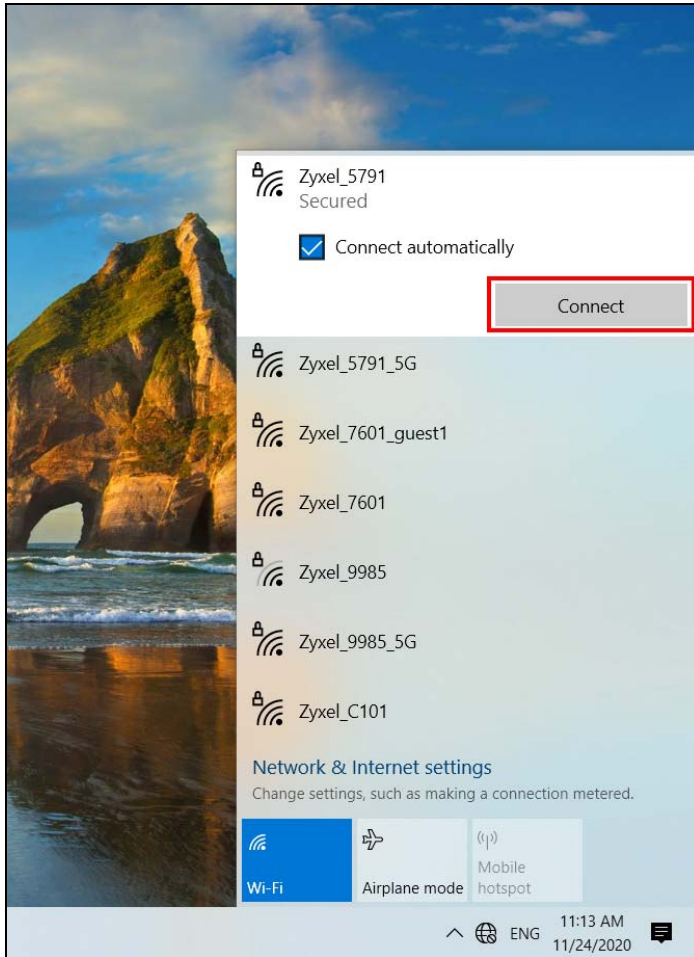 Zyxel_5791
Secured
Connect automatically
Connect
Zyxel_5791_5G
Zyxel_7601_guest1
Zyxel_7601
Zyxel_9985
Zyxel_9985_5G
Zyxel_C101
Network & Internet settings
Change settings, such as making a connection metered.
Wi-Fi
Airplane mode
Mobile
hotspot
ENG
11:13 AM
11/24/2020